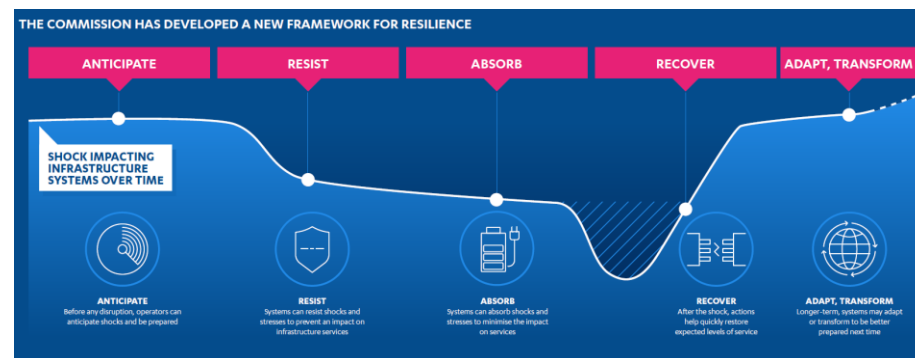 THE COMMISSION HAS DEVELOPED A NEW FRAMEWORK FOR RESILIENCE
ANTICIPATE
RESIST
ABSORB
RECOVER
ADAPT, TRANSFORM
SHOCK IMPACTING
INFRASTRUCTURE
SYSTEMS OVER TIME
ANTICIPATE
Before any disruption, operators can
anticipate shocks and be prepared
RESIST
Systems can resist shocks and
stresses to prevent an impact on
infrastructure services
ABSORB
Systems can absorb shocks and
stresses to minimise the impact
on services
RECOVER
After the shock, actions
help quickly restore
expected levels of service
ADAPT, TRANSFORM
Longer-term, systems may adapt
or transform to be better
prepared next time